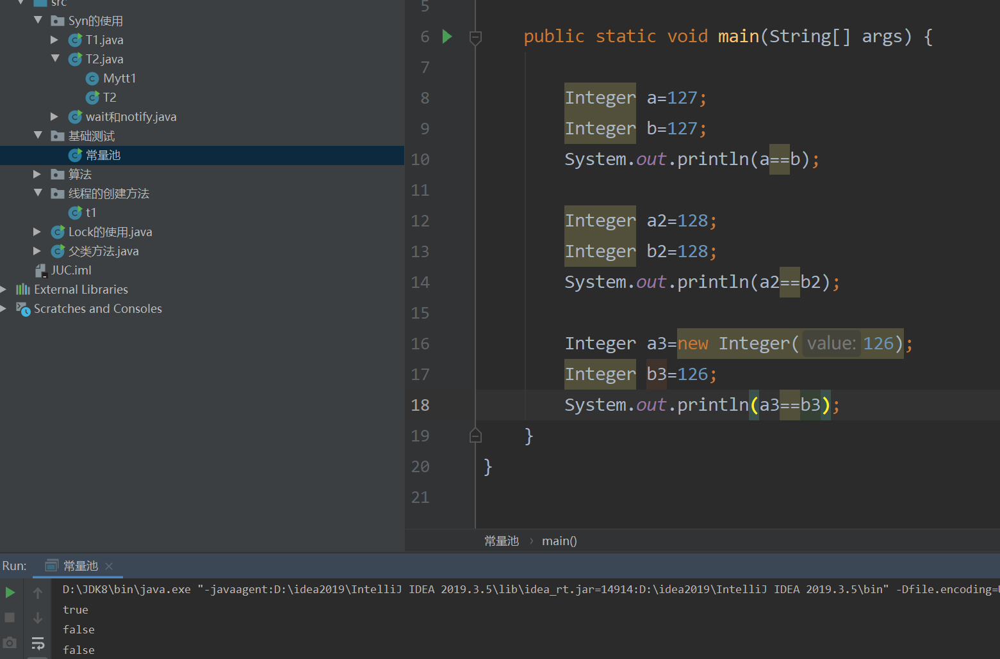 src
Syn的使用
T1.java
T2.java
Mytt1
T2
wait和notify.java
基础测试
常量池
算法
线程的创建方法
t1
Lock的使用.java
父类方法.java
JUC.iml
External Libraries
Scratches and Consoles
5
6 public static void main(String[] args) {
7
8 Integer a=127;
9 Integer b=127;
10 System.out.println(a==b);
11
12 Integer a2=128;
13 Integer b2=128;
14 System.out.println(a2==b2);
15
16 Integer a3=new Integer( value: 126);
17 Integer b3=126;
18 System.out.println(a3==b3);
19 }
20 }
21
常量池 › main()
Run: 常量池 ×
D:\JDK8\bin\java.exe "-javaagent:D:\idea2019\IntelliJ IDEA 2019.3.5\lib\idea_rt.jar=14914:D:\idea2019\IntelliJ IDEA 2019.3.5\bin" -Dfile.encoding=
true
false
false